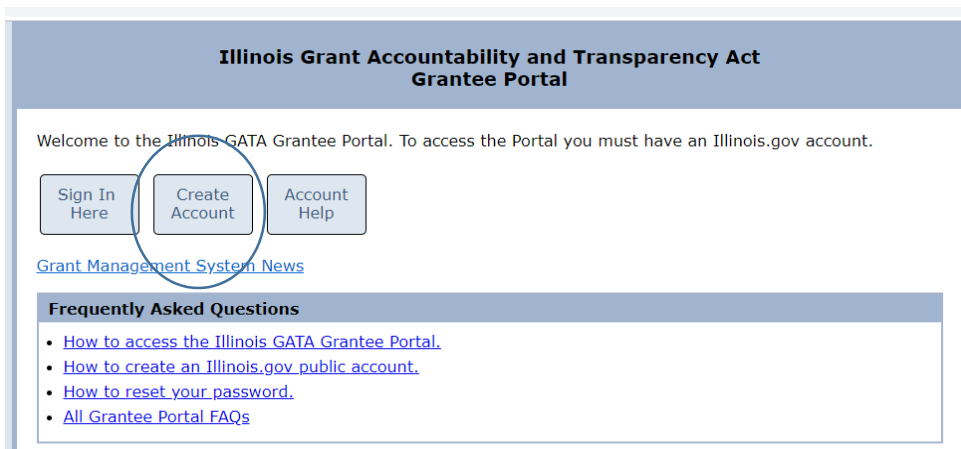 Illinois Grant Accountability and Transparency Act
Grantee Portal
Welcome to the Illinois GATA Grantee Portal. To access the Portal you must have an Illinois.gov account.
Sign In
Here
Create
Account
Account
Help
Grant Management System News
Frequently Asked Questions
• How to access the Illinois GATA Grantee Portal.
• How to create an Illinois.gov public account.
• How to reset your password.
• All Grantee Portal FAQs